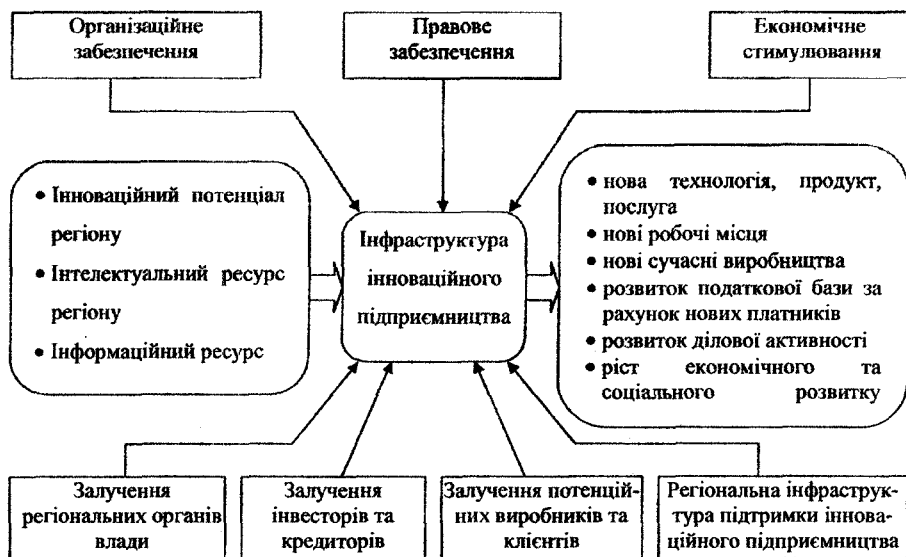 Організаційне
забезпечення
Правове
забезпечення
Економічне
стимулювання
• Інноваційний потенціал
регіону
• Інтелектуальний ресурс
регіону
• Інформаційний ресурс
Інфраструктура
інноваційного
підприємництва
• нова технологія, продукт,
послуга
• нові робочі місця
• нові сучасні виробництва
• розвиток податкової бази за
рахунок нових платників
• розвиток ділової активності
• ріст економічного та
соціального розвитку
Залучення
регіональних органів
влади
Залучення
інвесторів та
кредиторів
Залучення потенцій-
них виробників та
клієнтів
Регіональна інфраструк-
тура підтримки іннова-
ційного підприємництва